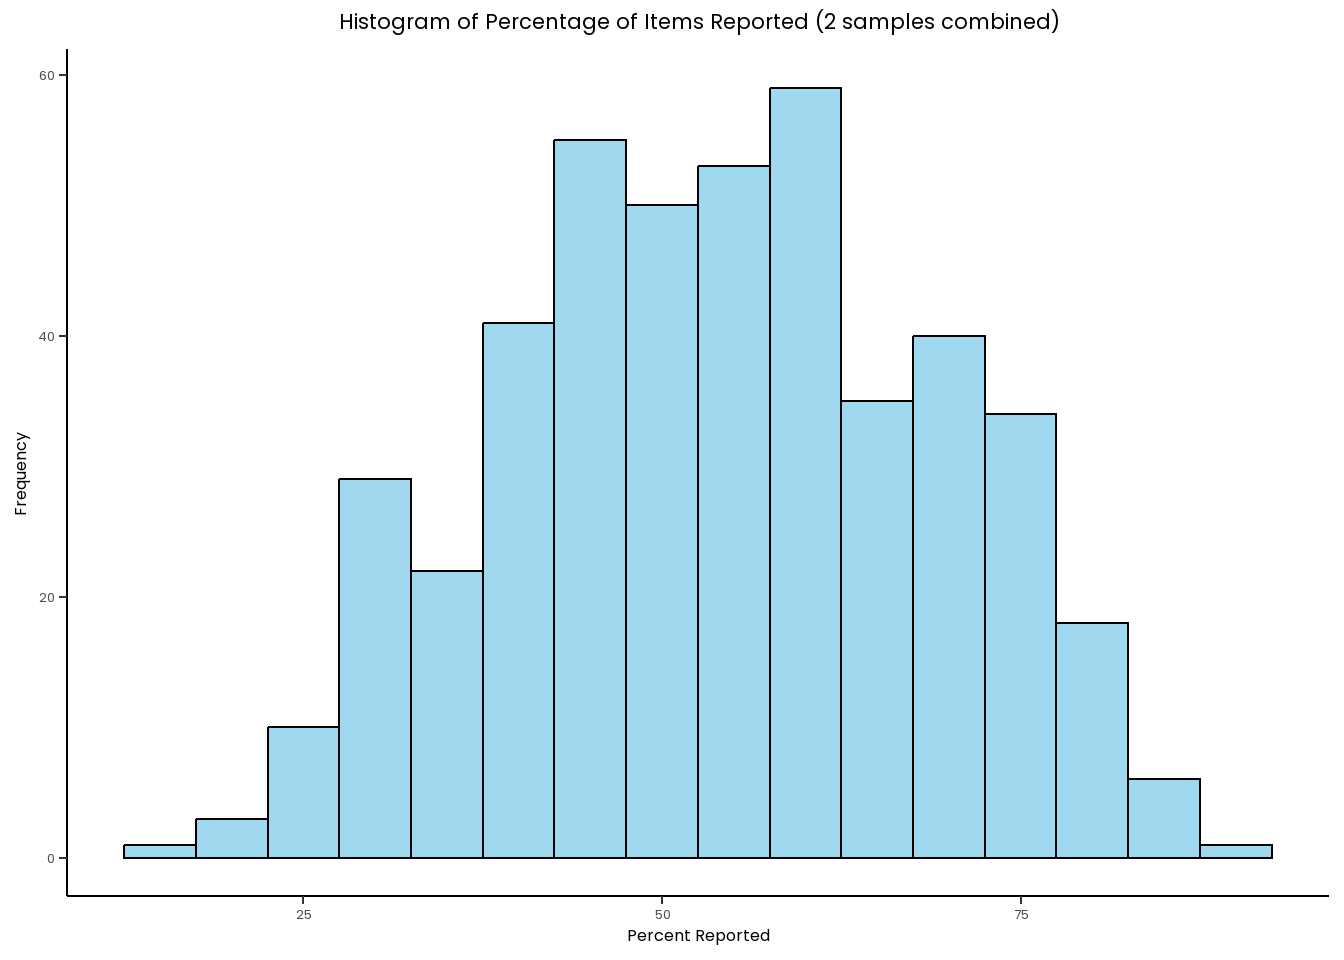 Histogram of Percentage of Items Reported (2 samples combined)
60
40
20
0
Frequency
25 50 75
Percent Reported